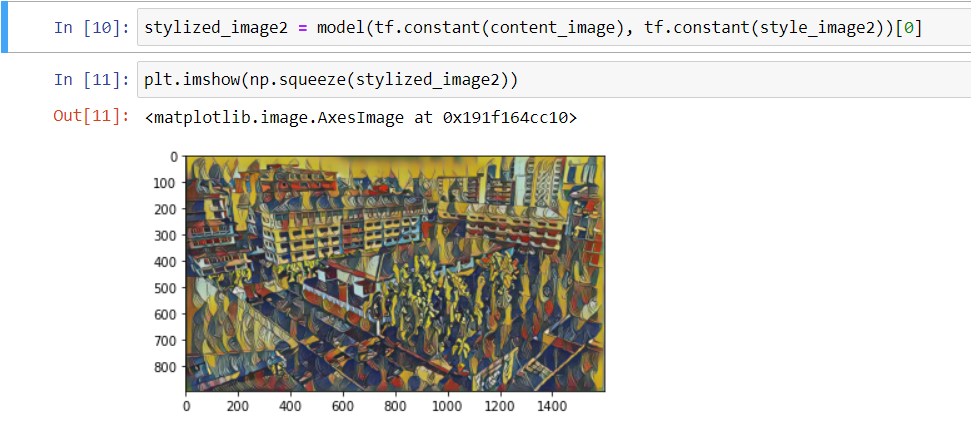 In [10]: stylized_image2 = model(tf.constant(content_image), tf.constant(style_image2))[0]
In [11]: plt.imshow(np.squeeze(stylized_image2))
Out[11]: <matplotlib.image.AxesImage at 0x191f164cc10>
0
100
200
300
400
500
600
700
800
0 200 400 600 800 1000 1200 1400